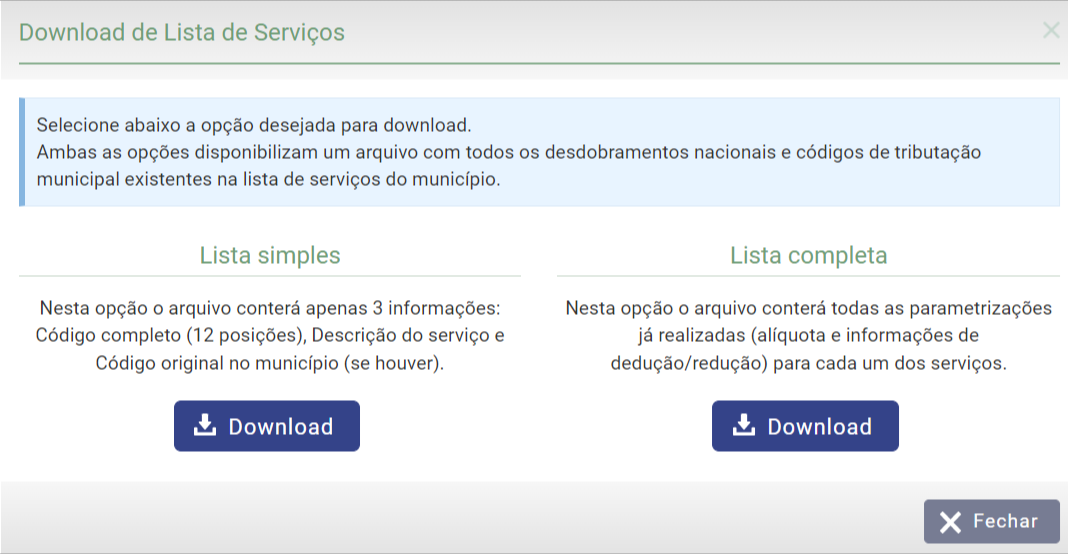 Download de Lista de Serviços
Selecione abaixo a opção desejada para download.
Ambas as opções disponibilizam um arquivo com todos os desdobramentos nacionais e códigos de tributação
municipal existentes na lista de serviços do município.
Lista simples
Nesta opção o arquivo conterá apenas 3 informações:
Código completo (12 posições), Descrição do serviço e
Código original no município (se houver).
Download
Lista completa
Nesta opção o arquivo conterá todas as parametrizações
já realizadas (alíquota e informações de
dedução/redução) para cada um dos serviços.
Download
Fechar